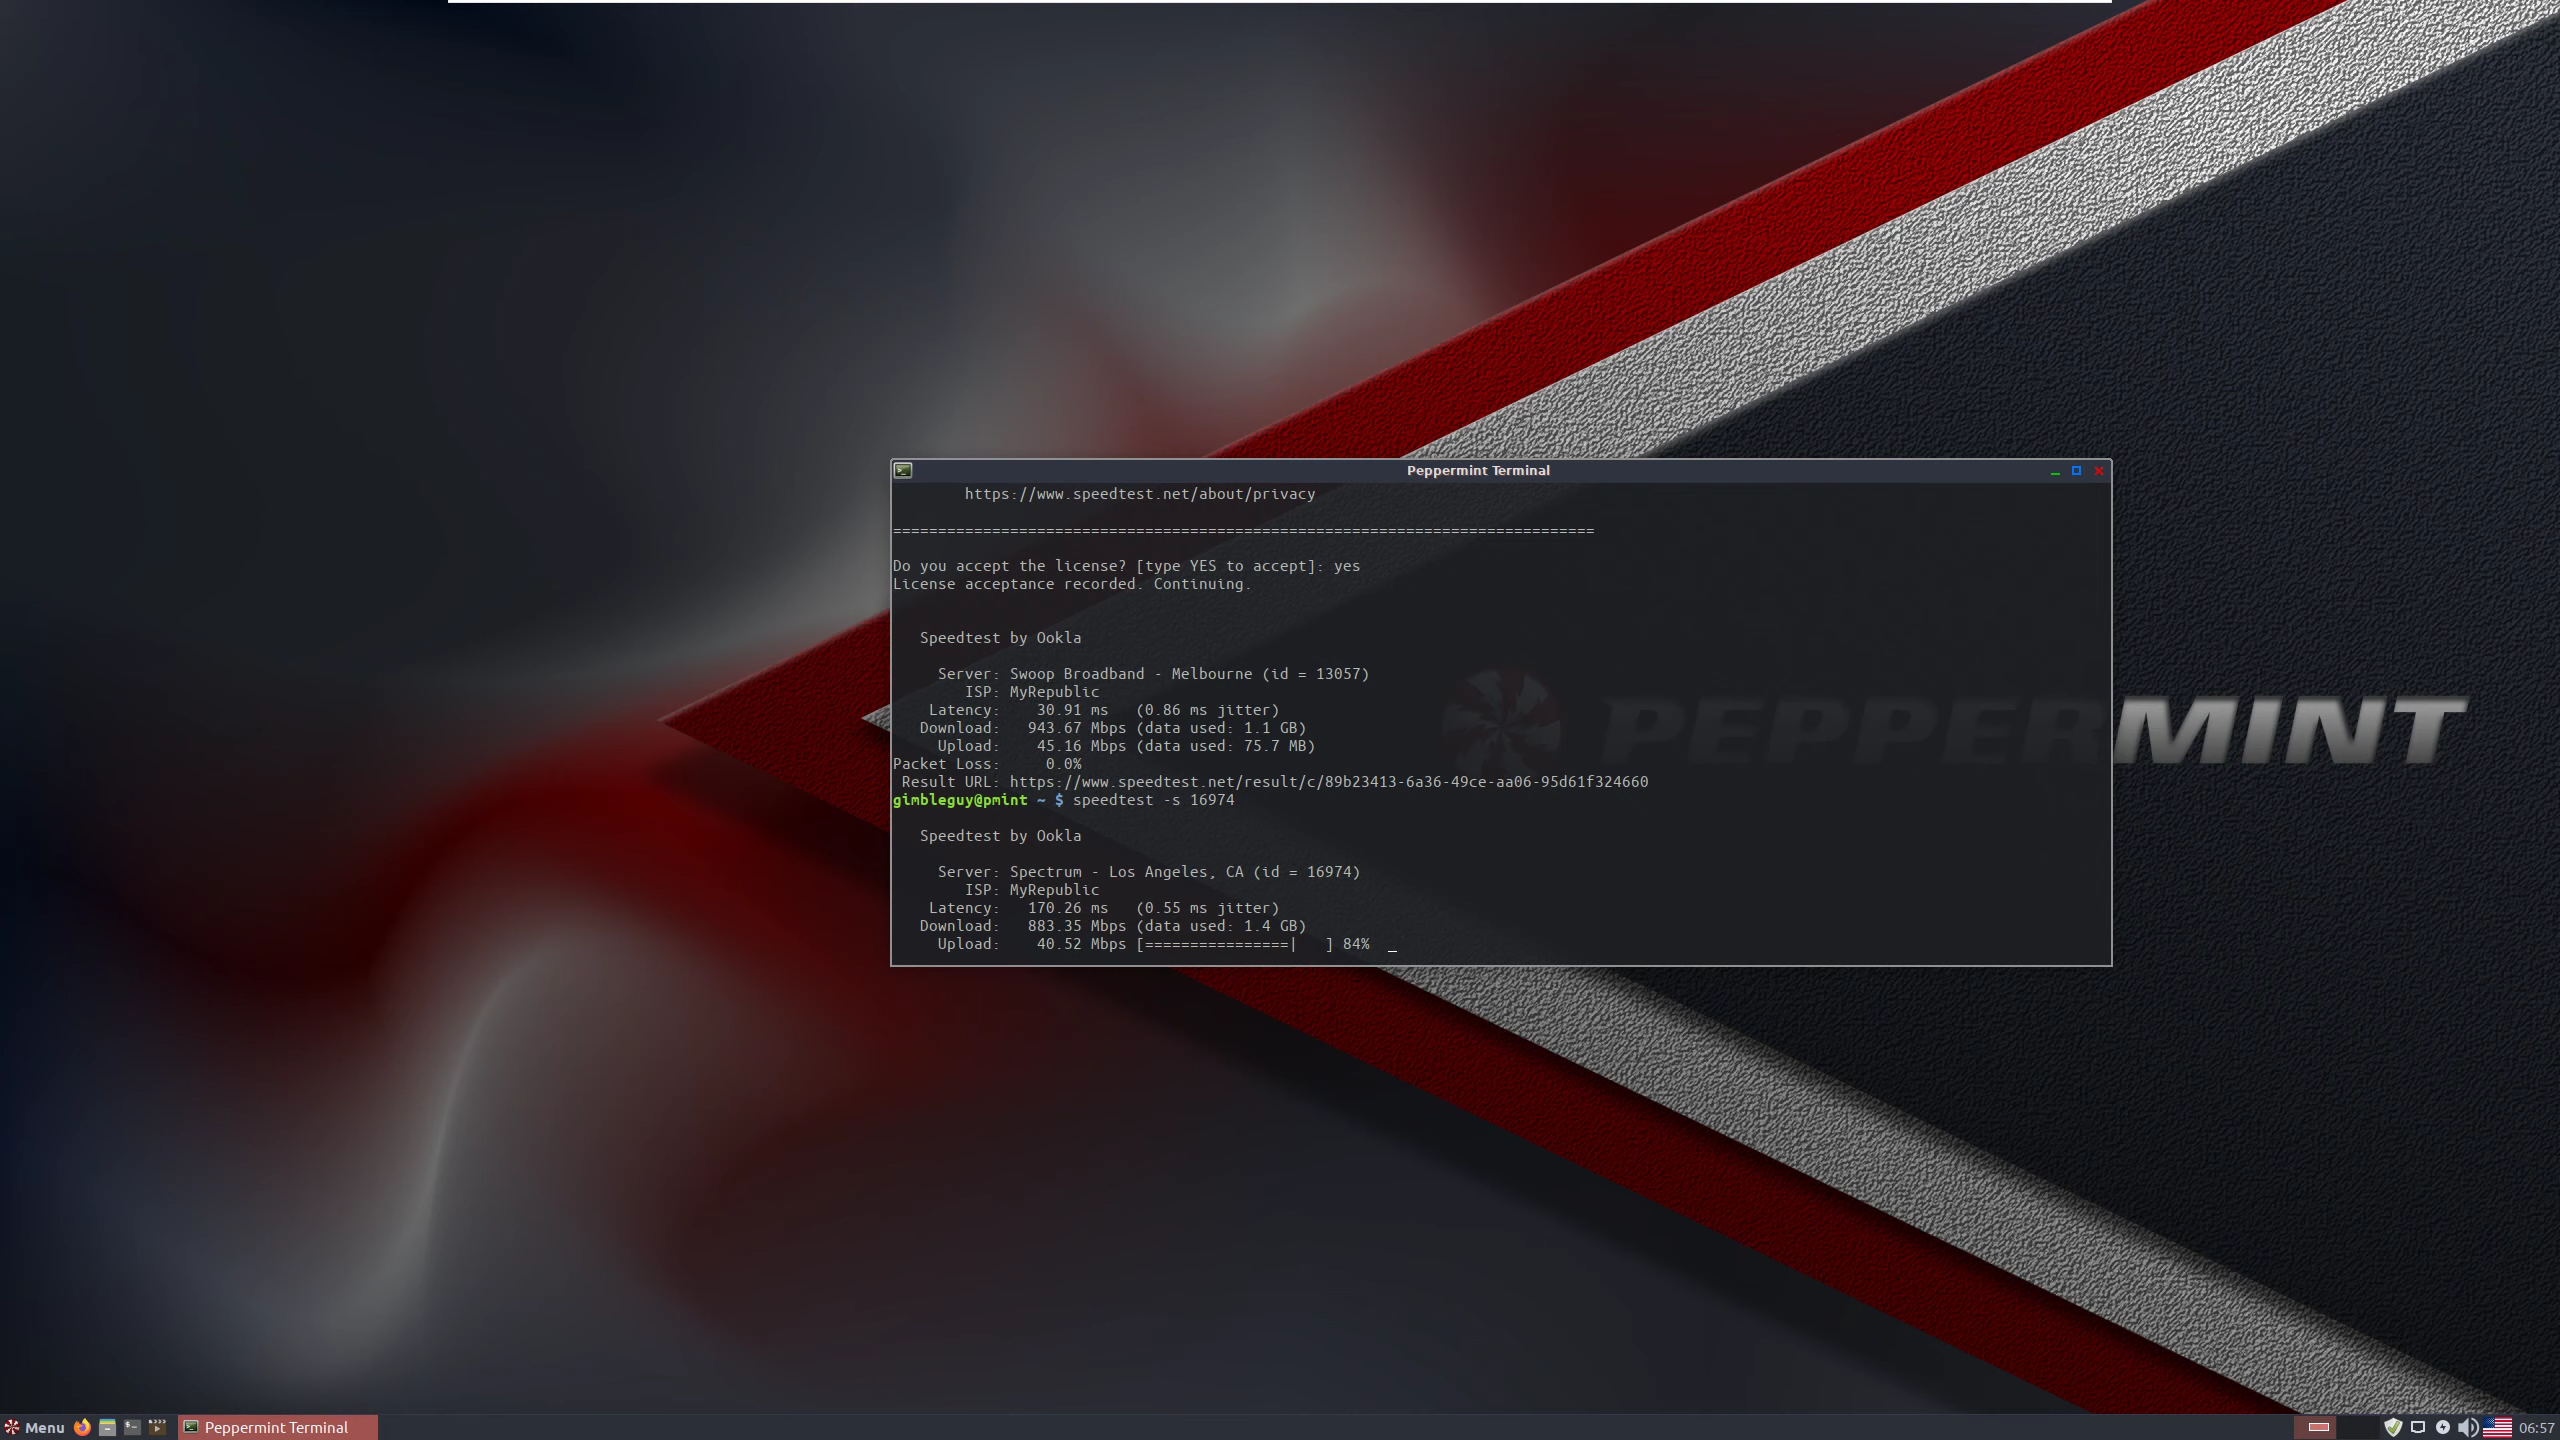 Peppermint Terminal
https://www.speedtest.net/about/privacy
==============================================================================
Do you accept the license? [type YES to accept]: yes
License acceptance recorded. Continuing.
Speedtest by Ookla
Server: Swoop Broadband - Melbourne (id = 13057)
ISP: MyRepublic
Latency: 30.91 ms (0.86 ms jitter)
Download: 943.67 Mbps (data used: 1.1 GB)
Upload: 45.16 Mbps (data used: 75.7 MB)
Packet Loss: 0.0%
Result URL: https://www.speedtest.net/result/c/89b23413-6a36-49ce-aa06-95d61f324660
gimbleguy@pmint ~ $ speedtest -s 16974
Speedtest by Ookla
Server: Spectrum - Los Angeles, CA (id = 16974)
ISP: MyRepublic
Latency: 170.26 ms (0.55 ms jitter)
Download: 883.35 Mbps (data used: 1.4 GB)
Upload: 40.52 Mbps [================|   ] 84% _
PEPPERMINT
Menu
Peppermint Terminal
06:57